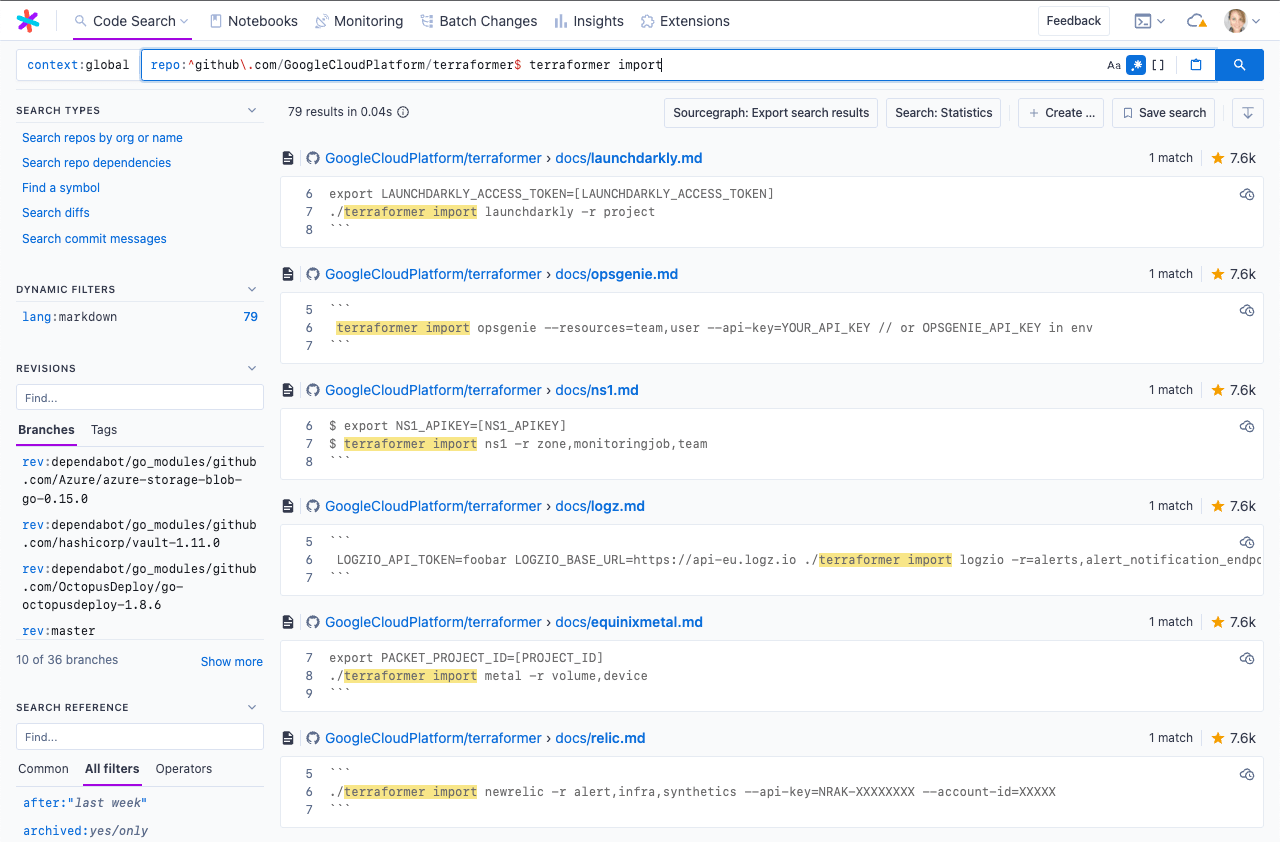 Code Search
Notebooks
Monitoring
Batch Changes
Insights
Extensions
Feedback
context:global
repo:^github\.com/GoogleCloudPlatform/terraformer$ terraformer import
Aa
.*
[]
SEARCH TYPES
Search repos by org or name
Search repo dependencies
Find a symbol
Search diffs
Search commit messages
DYNAMIC FILTERS
lang:markdown 79
REVISIONS
Find...
Branches Tags
rev:dependabot/go_modules/github
.com/Azure/azure-storage-blob-
go-0.15.0
rev:dependabot/go_modules/github
.com/hashicorp/vault-1.11.0
rev:dependabot/go_modules/github
.com/OctopusDeploy/go-
octopusdeploy-1.8.6
rev:master
10 of 36 branches Show more
SEARCH REFERENCE
Find...
Common All filters Operators
after:"last week"
archived:yes/only
79 results in 0.04s
Sourcegraph: Export search results
Search: Statistics
+ Create ...
Save search
GoogleCloudPlatform/terraformer › docs/launchdarkly.md 1 match 7.6k
6 export LAUNCHDARKLY_ACCESS_TOKEN=[LAUNCHDARKLY_ACCESS_TOKEN]
7 ./terraformer import launchdarkly -r project
8 ```
GoogleCloudPlatform/terraformer › docs/opsgenie.md 1 match 7.6k
5 ```
6 terraformer import opsgenie --resources=team,user --api-key=YOUR_API_KEY // or OPSGENIE_API_KEY in env
7 ```
GoogleCloudPlatform/terraformer › docs/ns1.md 1 match 7.6k
6 $ export NS1_APIKEY=[NS1_APIKEY]
7 $ terraformer import ns1 -r zone,monitoringjob,team
8 ```
GoogleCloudPlatform/terraformer › docs/logz.md 1 match 7.6k
5 ```
6 LOGZIO_API_TOKEN=foobar LOGZIO_BASE_URL=https://api-eu.logz.io ./terraformer import logzio -r=alerts,alert_notification_endpo
7 ```
GoogleCloudPlatform/terraformer › docs/equinixmetal.md 1 match 7.6k
7 export PACKET_PROJECT_ID=[PROJECT_ID]
8 ./terraformer import metal -r volume,device
9 ```
GoogleCloudPlatform/terraformer › docs/relic.md 1 match 7.6k
5 ```
6 ./terraformer import newrelic -r alert,infra,synthetics --api-key=NRAK-XXXXXXXX --account-id=XXXXX
7 ```